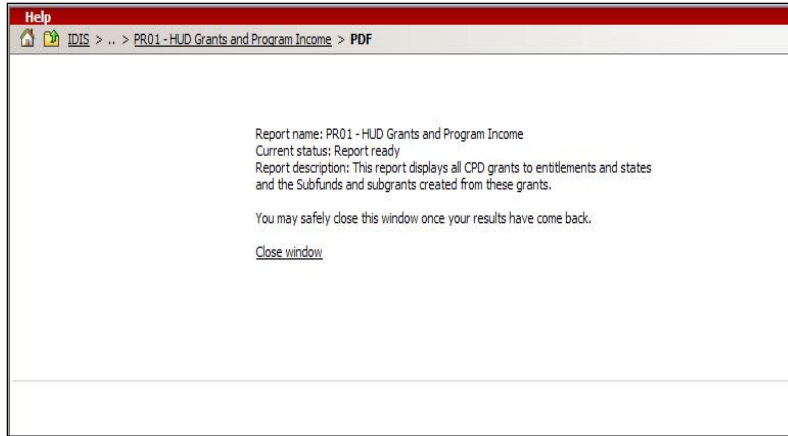 Help
IDIS > .. > PR01 - HUD Grants and Program Income > PDF
Report name: PR01 - HUD Grants and Program Income
Current status: Report ready
Report description: This report displays all CPD grants to entitlements and states
and the Subfunds and subgrants created from these grants.
You may safely close this window once your results have come back.
Close window